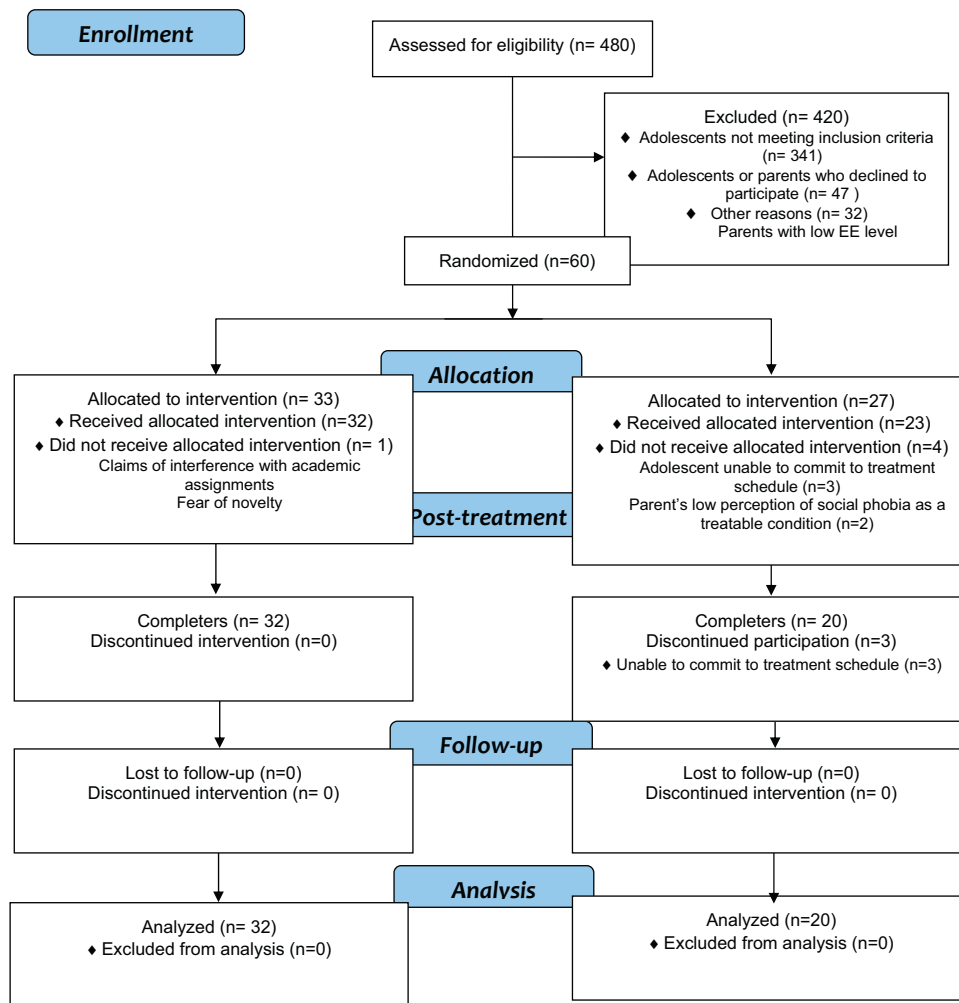 Enrollment
Assessed for eligibility (n= 480)
Excluded (n= 420)
♦ Adolescents not meeting inclusion criteria
(n= 341)
♦ Adolescents or parents who declined to
participate (n= 47 )
♦ Other reasons (n= 32)
Parents with low EE level
Randomized (n=60)
Allocation
Allocated to intervention (n= 33)
♦ Received allocated intervention (n=32)
♦ Did not receive allocated intervention (n= 1)
Claims of interference with academic
assignments
Fear of novelty
Allocated to intervention (n=27)
♦ Received allocated intervention (n=23)
♦ Did not receive allocated intervention (n=4)
Adolescent unable to commit to treatment
schedule (n=3)
Parent's low perception of social phobia as a
treatable condition (n=2)
Post-treatment
Completers (n= 32)
Discontinued intervention (n=0)
Completers (n= 20)
Discontinued participation (n=3)
♦ Unable to commit to treatment schedule (n=3)
Follow-up
Lost to follow-up (n=0)
Discontinued intervention (n= 0)
Lost to follow-up (n=0)
Discontinued intervention (n= 0)
Analysis
Analyzed (n= 32)
♦ Excluded from analysis (n=0)
Analyzed (n=20)
♦ Excluded from analysis (n=0)